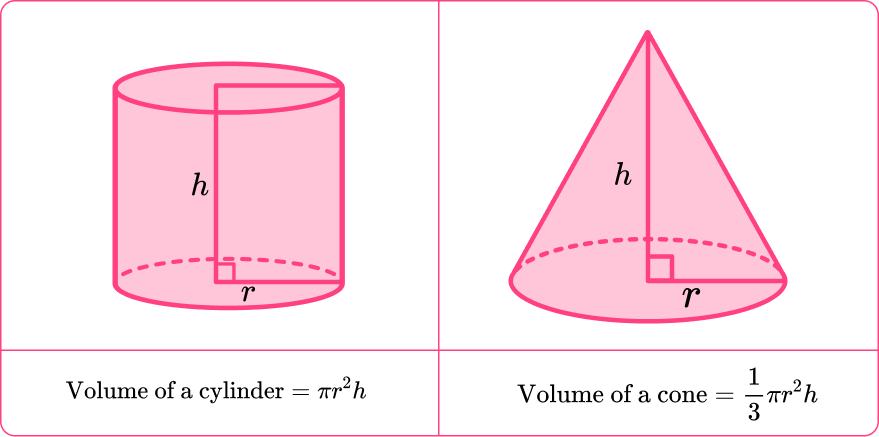 h
r
Volume of a cylinder = πr²h
h
r
Volume of a cone = 1/3 πr²h